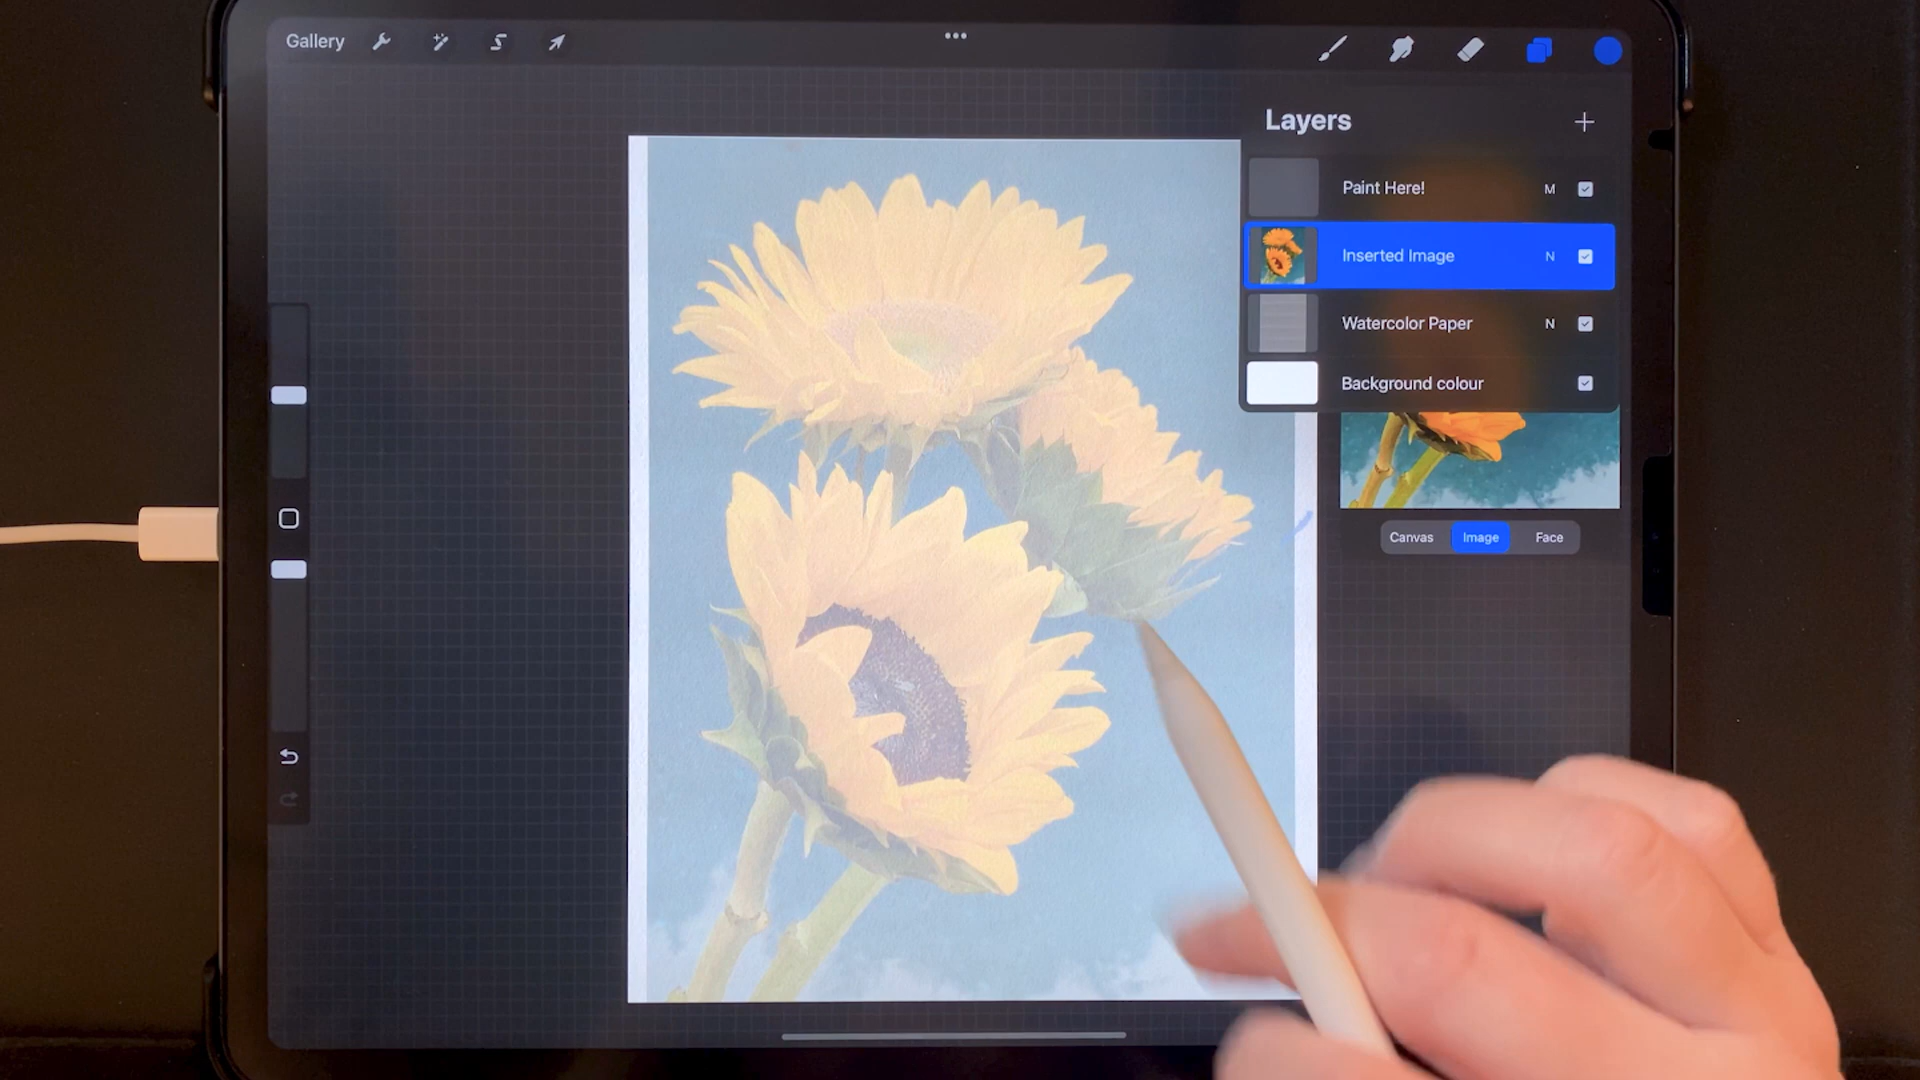 Gallery
Layers
Paint Here! M
Inserted Image N
Watercolor Paper N
Background colour
Canvas Image Face